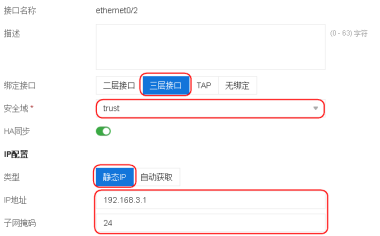 接口名称 ethernet0/2
描述 (0 - 63) 字符
绑定接口 二层接口 三层接口 TAP 无绑定
安全域 * trust
HA同步
IP配置
类型 静态IP 自动获取
IP地址 192.168.3.1
子网掩码 24